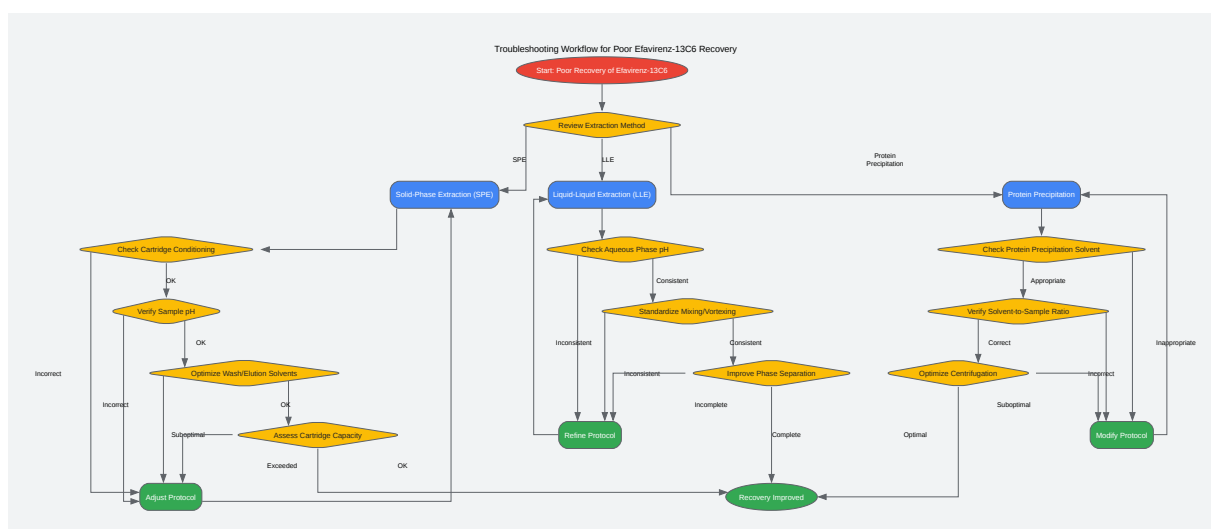 Troubleshooting Workflow for Poor Efavirenz-13C6 Recovery
Start: Poor Recovery of Efavirenz-13C6
Review Extraction Method
SPE
LLE
Protein
Precipitation
Solid-Phase Extraction (SPE)
Liquid-Liquid Extraction (LLE)
Protein Precipitation
Check Cartridge Conditioning
Check Aqueous Phase pH
Check Protein Precipitation Solvent
OK
Consistent
Appropriate
Verify Sample pH
Standardize Mixing/Vortexing
Verify Solvent-to-Sample Ratio
OK
Inconsistent
Consistent
Correct
Inappropriate
Incorrect
Optimize Wash/Elution Solvents
Inconsistent
Improve Phase Separation
Optimize Centrifugation
Incorrect
Incorrect
OK
Incomplete
Suboptimal
Suboptimal
Assess Cartridge Capacity
Refine Protocol
Complete
Optimal
Modify Protocol
Exceeded
OK
Adjust Protocol
Recovery Improved